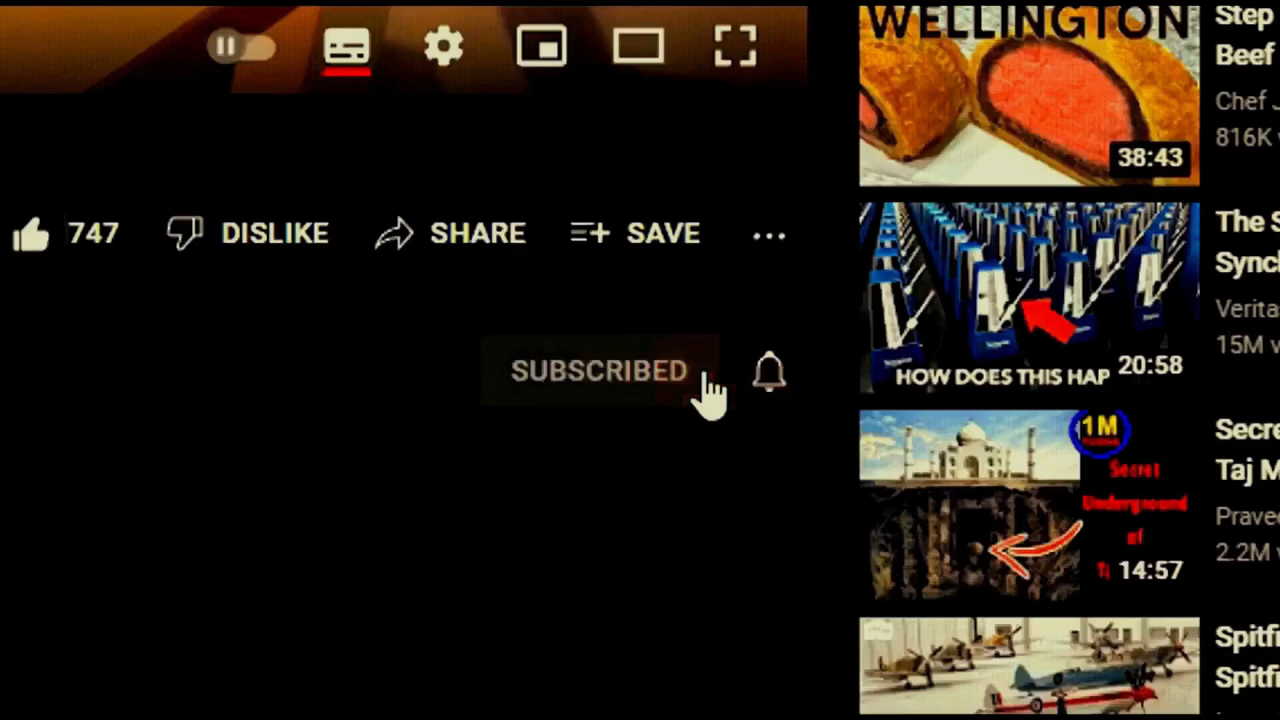 747 DISLIKE SHARE SAVE
SUBSCRIBED
WELLINGTON
38:43
Step
Beef
Chef J
816K
HOW DOES THIS HAP
20:58
The S
Synch
Verita
15M
1M
Secret
Underground
of
14:57
Secre
Taj M
Prave
2.2M
Spitfi
Spitfi